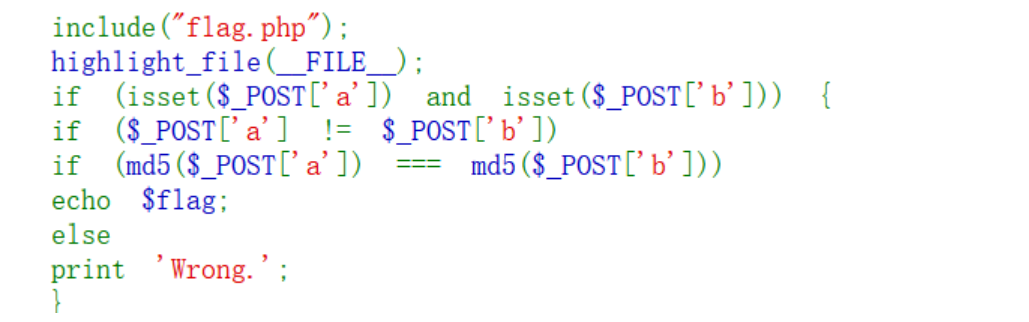 include("flag.php");
highlight_file(__FILE__);
if (isset($_POST['a']) and isset($_POST['b'])) {
if ($_POST['a'] != $_POST['b'])
if (md5($_POST['a']) === md5($_POST['b']))
echo $flag;
else
print 'Wrong.';
}